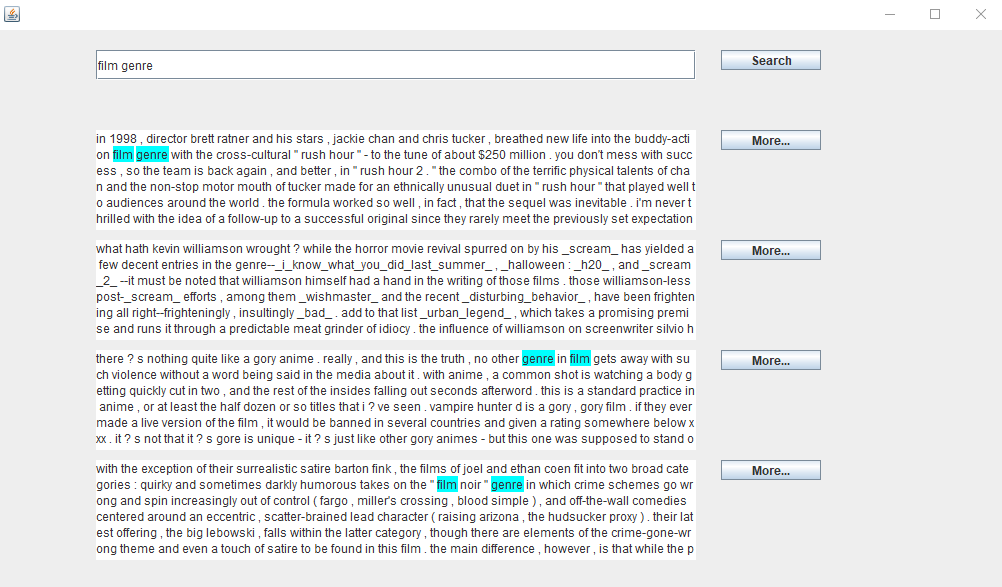 film genre
Search
in 1998 , director brett ratner and his stars , jackie chan and chris tucker , breathed new life into the buddy-acti
on film genre with the cross-cultural " rush hour " - to the tune of about $250 million . you don't mess with succ
ess , so the team is back again , and better , in " rush hour 2 . " the combo of the terrific physical talents of cha
n and the non-stop motor mouth of tucker made for an ethnically unusual duet in " rush hour " that played well t
o audiences around the world . the formula worked so well , in fact , that the sequel was inevitable . i'm never t
hrilled with the idea of a follow-up to a successful original since they rarely meet the previously set expectation
More...
what hath kevin williamson wrought ? while the horror movie revival spurred on by his _scream_ has yielded a
few decent entries in the genre--_i_know_what_you_did_last_summer_ , _halloween : _h20_ , and _scream
_2_ --it must be noted that williamson himself had a hand in the writing of those films . those williamson-less
post-_scream_ efforts , among them _wishmaster_ and the recent _disturbing_behavior_ , have been frighten
ing all right--frighteningly , insultingly _bad_ . add to that list _urban_legend_ , which takes a promising premi
se and runs it through a predictable meat grinder of idiocy . the influence of williamson on screenwriter silvio h
More...
there ? s nothing quite like a gory anime . really , and this is the truth , no other genre in film gets away with su
ch violence without a word being said in the media about it . with anime , a common shot is watching a body g
etting quickly cut in two , and the rest of the insides falling out seconds afterword . this is a standard practice in
anime , or at least the half dozen or so titles that i ? ve seen . vampire hunter d is a gory , gory film . if they ever
made a live version of the film , it would be banned in several countries and given a rating somewhere below x
xx . it ? s not that it ? s gore is unique - it ? s just like other gory animes - but this one was supposed to stand o
More...
with the exception of their surrealistic satire barton fink , the films of joel and ethan coen fit into two broad cate
gories : quirky and sometimes darkly humorous takes on the " film noir " genre in which crime schemes go wr
ong and spin increasingly out of control ( fargo , miller's crossing , blood simple ) , and off-the-wall comedies
centered around an eccentric , scatter-brained lead character ( raising arizona , the hudsucker proxy ) . their lat
est offering , the big lebowski , falls within the latter category , though there are elements of the crime-gone-wr
ong theme and even a touch of satire to be found in this film . the main difference , however , is that while the p
More...